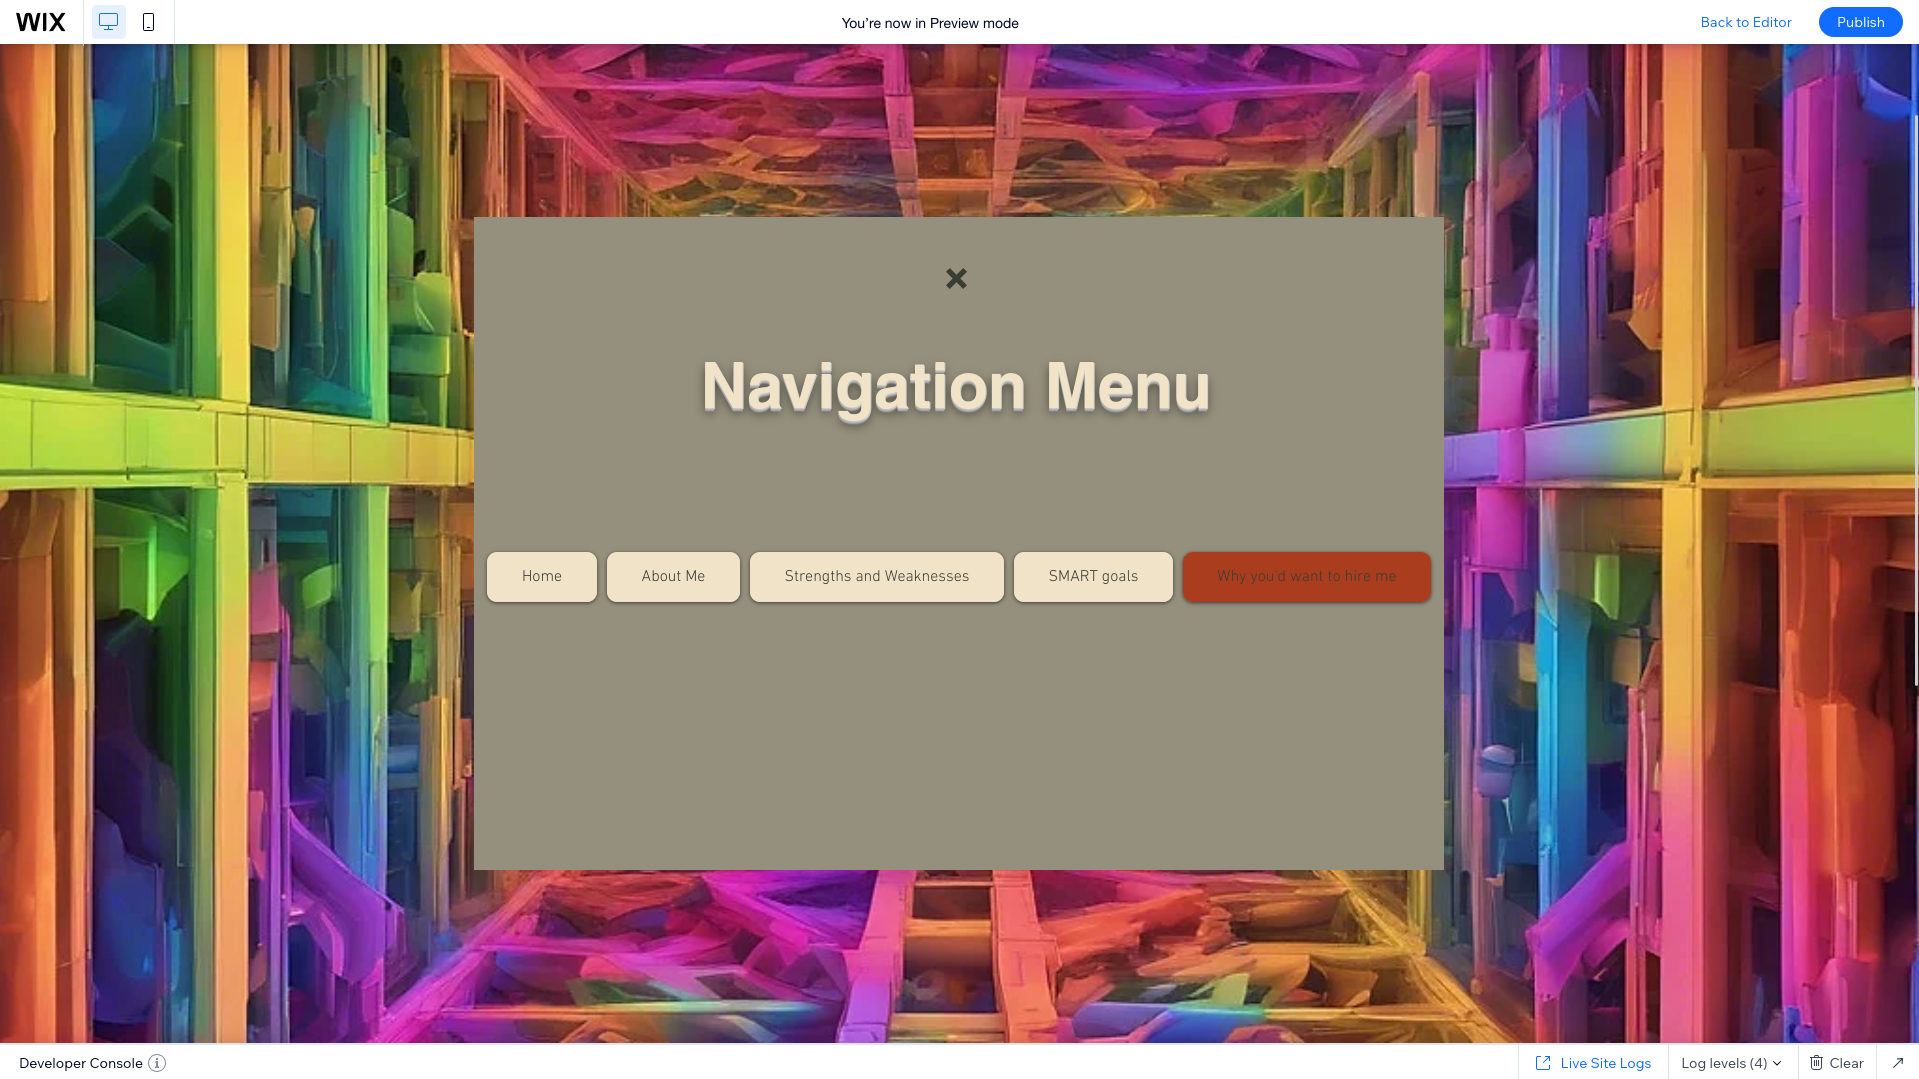 WIX
You're now in Preview mode
Back to Editor
Publish
Navigation Menu
Home
About Me
Strengths and Weaknesses
SMART goals
Why you'd want to hire me
Developer Console
Live Site Logs
Log levels (4)
Clear